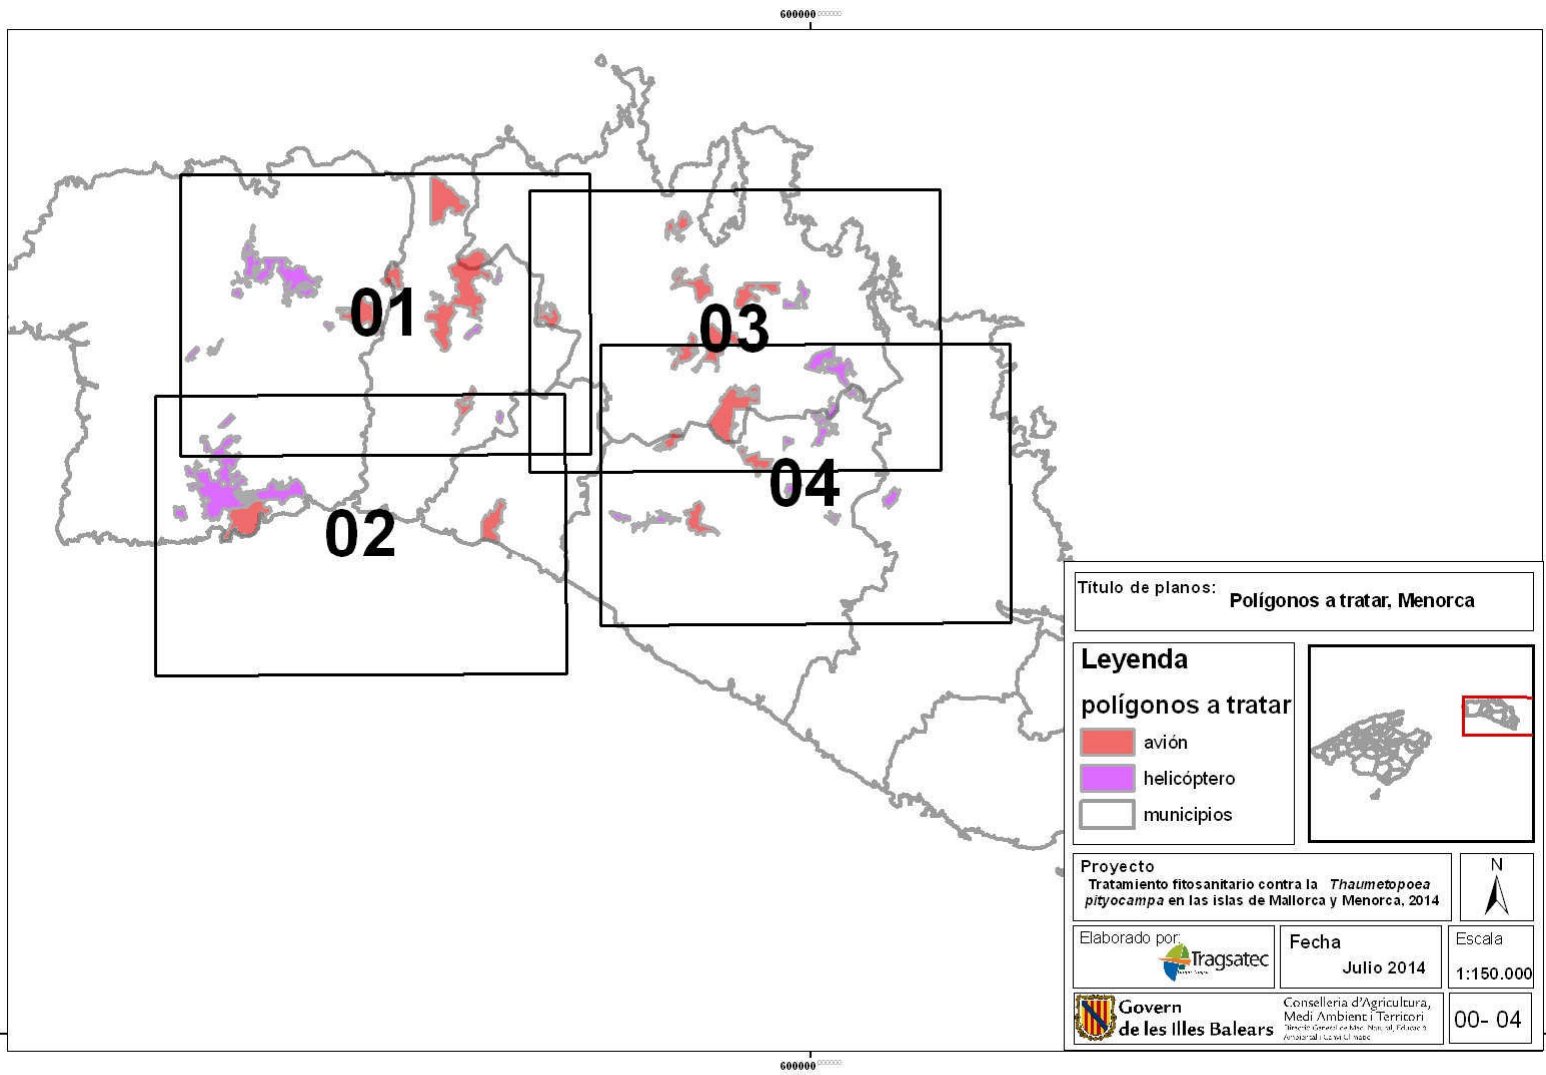 600000
01
03
04
02
Título de planos:
Polígonos a tratar, Menorca
Leyenda
polígonos a tratar
avión
helicóptero
municipios
Proyecto
Tratamiento fitosanitario contra la Thaumetopoea
pityocampa en las islas de Mallorca y Menorca, 2014
N
Elaborado por:
Tragsatec
Fecha
Julio 2014
Escala
1:150.000
Govern
de les Illes Balears
Conselleria d'Agricultura,
Medi Ambient i Territori
00- 04
600000